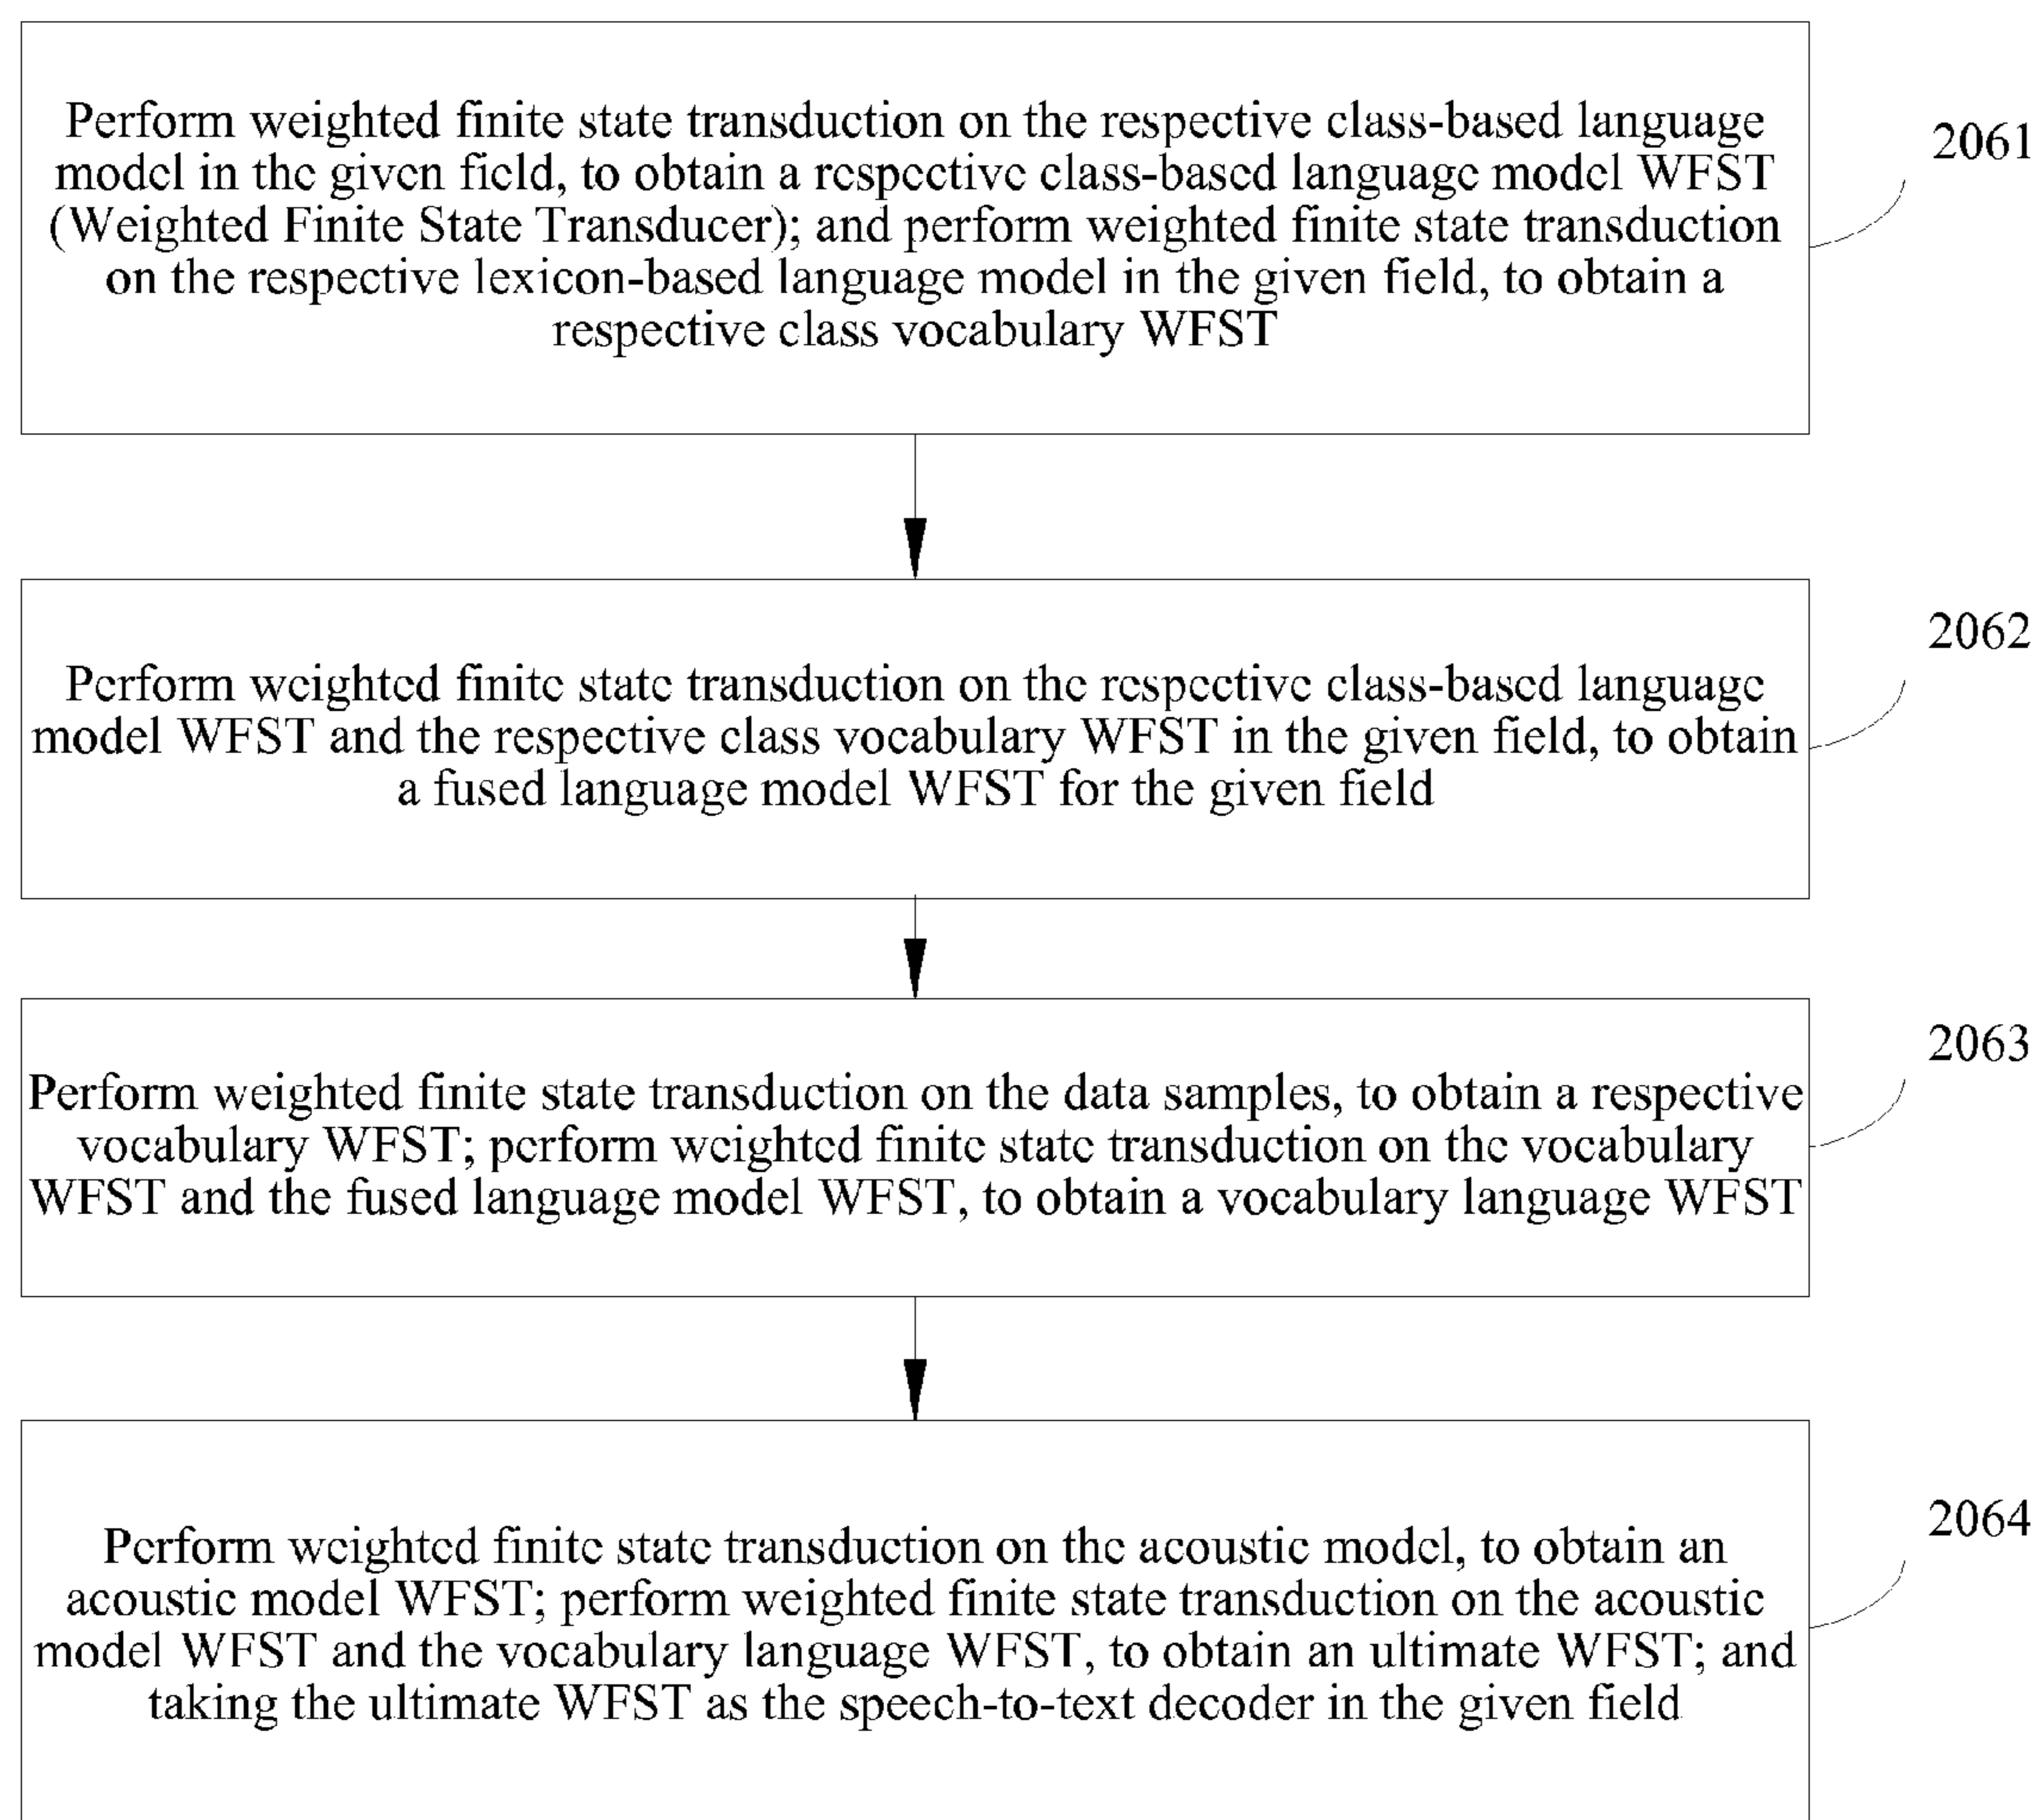 Perform weighted finite state transduction on the respective class-based language
model in the given field, to obtain a respective class-based language model WFST
(Weighted Finite State Transducer); and perform weighted finite state transduction
on the respective lexicon-based language model in the given field, to obtain a
respective class vocabulary WFST
2061
Perform weighted finite state transduction on the respective class-based language
model WFST and the respective class vocabulary WFST in the given field, to obtain
a fused language model WFST for the given field
2062
Perform weighted finite state transduction on the data samples, to obtain a respective
vocabulary WFST; perform weighted finite state transduction on the vocabulary
WFST and the fused language model WFST, to obtain a vocabulary language WFST
2063
Perform weighted finite state transduction on the acoustic model, to obtain an
acoustic model WFST; perform weighted finite state transduction on the acoustic
model WFST and the vocabulary language WFST, to obtain an ultimate WFST; and
taking the ultimate WFST as the speech-to-text decoder in the given field
2064